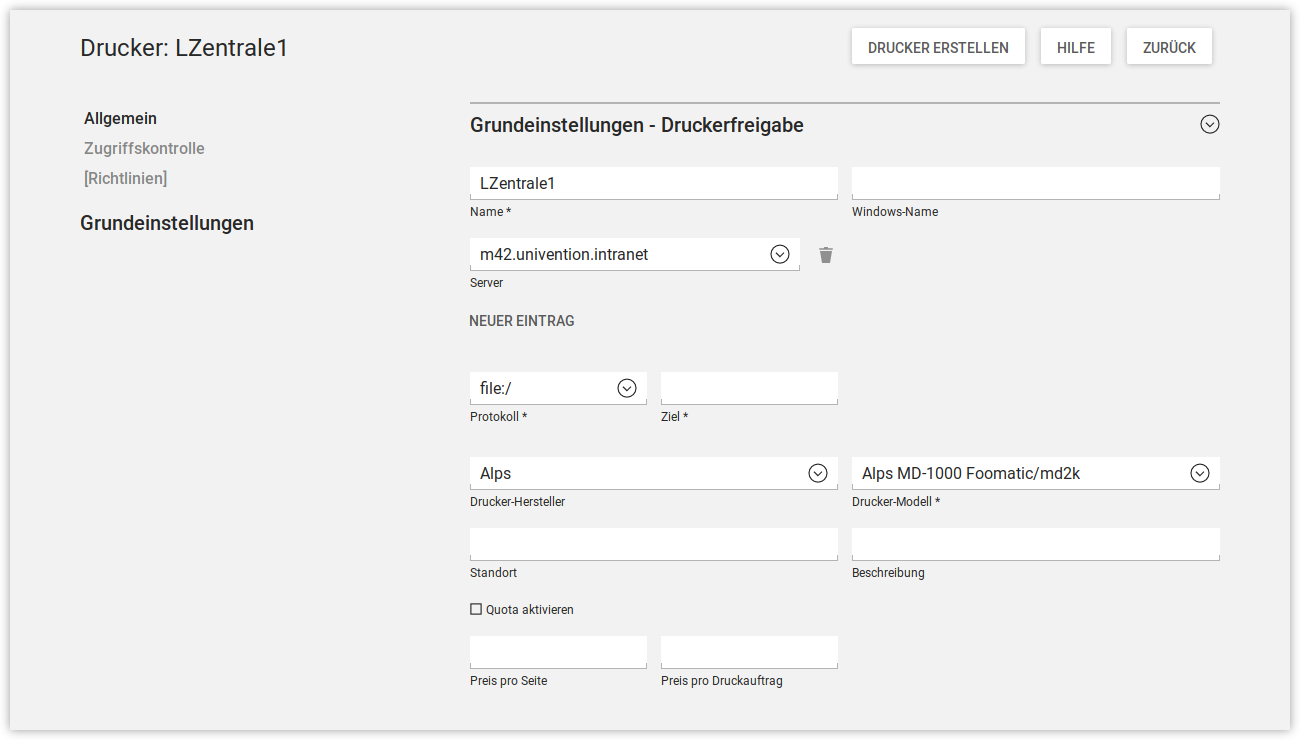 Drucker: LZentrale1
DRUCKER ERSTELLEN
HILFE
ZURÜCK
Allgemein
Zugriffskontrolle
[Richtlinien]
Grundeinstellungen
Grundeinstellungen - Druckerfreigabe
LZentrale1
Name *
Windows-Name
m42.univention.intranet
Server
NEUER EINTRAG
file:/
Protokoll *
Ziel *
Alps
Drucker-Hersteller
Alps MD-1000 Foomatic/md2k
Drucker-Modell *
Standort
Beschreibung
Quota aktivieren
Preis pro Seite
Preis pro Druckauftrag